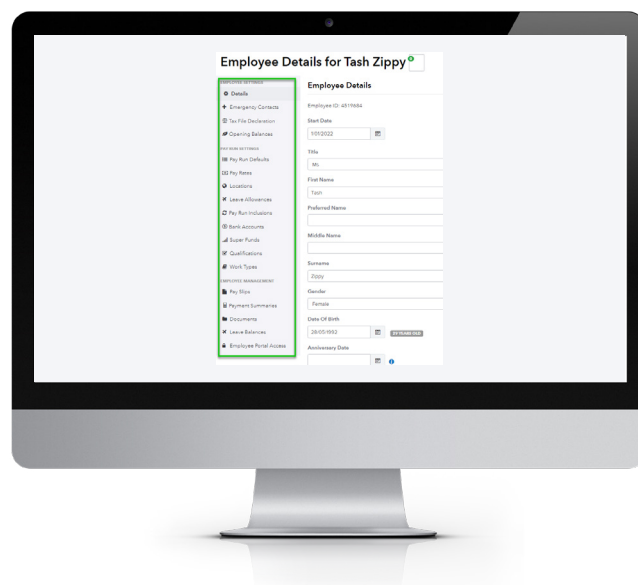 Employee Details for Tash Zippy
EMPLOYEE SETTINGS
Details
Emergency Contacts
Tax File Declaration
Opening Balances
PAY RUN SETTINGS
Pay Run Defaults
Pay Rates
Locations
Leave Allowances
Pay Run Inclusions
Bank Accounts
Super Funds
Qualifications
Work Types
EMPLOYEE MANAGEMENT
Pay Slips
Payment Summaries
Documents
Leave Balances
Employee Portal Access
Employee Details
Employee ID: 4519684
Start Date
1/01/2022
Title
Ms
First Name
Tash
Preferred Name
Middle Name
Surname
Zippy
Gender
Female
Date Of Birth
28/05/1992
Anniversary Date